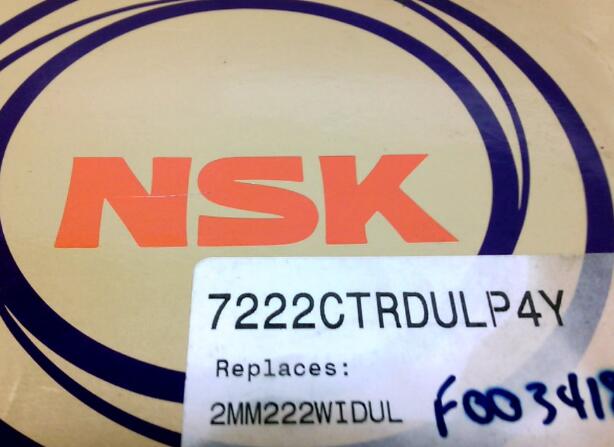 NSK
7222CTRDULP4Y
Replaces:
2MM222WIDUL
F003418